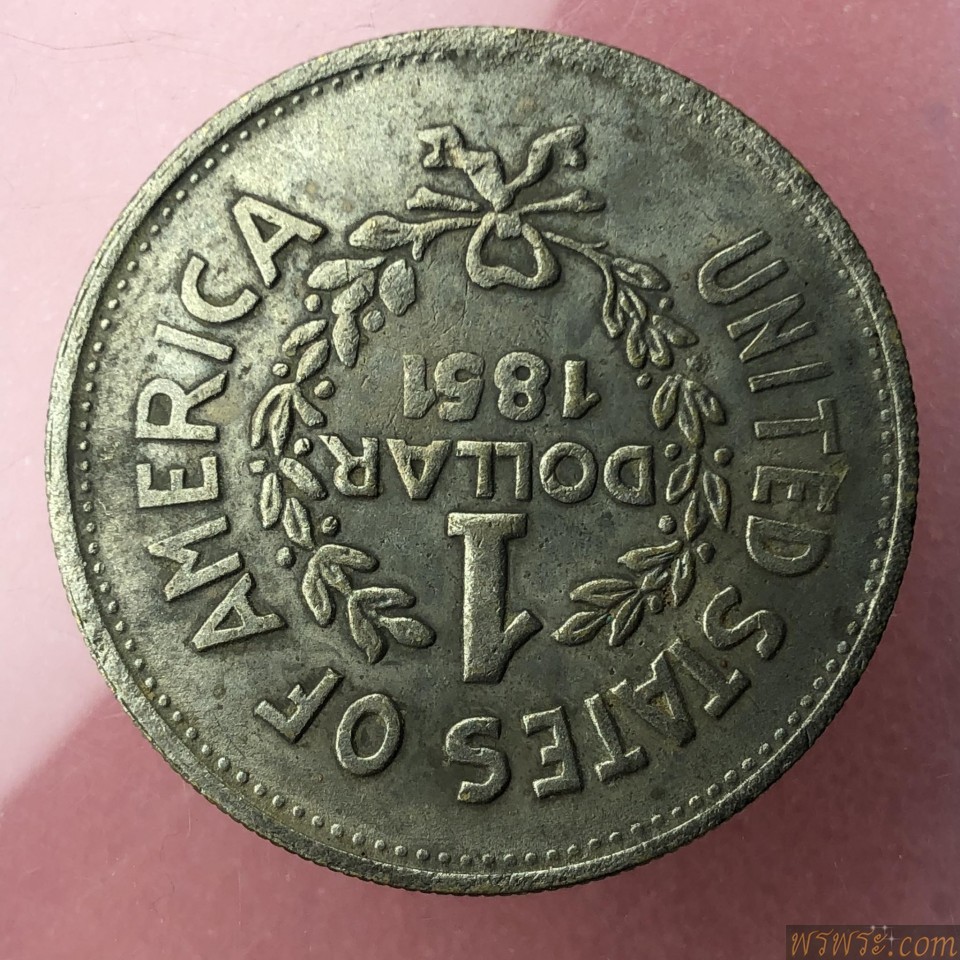 UNITED STATES OF AMERICA
1
DOLLAR
1851
พรพระ.com